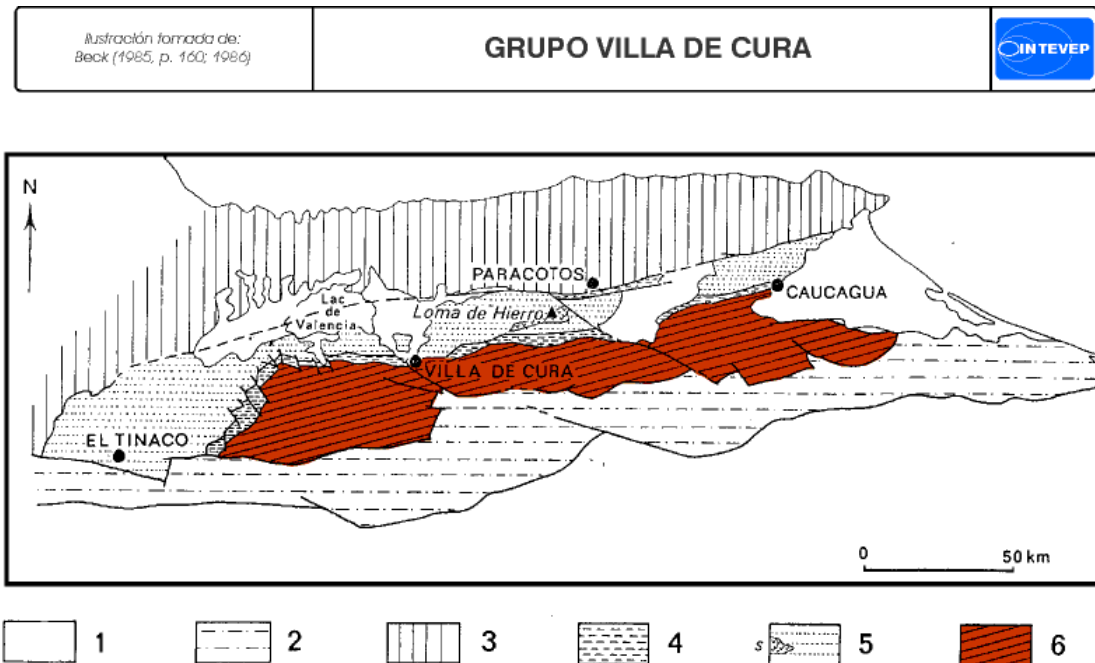 Ilustración tomada de:
Beck (1985, p. 160; 1986)
GRUPO VILLA DE CURA
INTEVEP
N
PARACOTOS
CAUCAGUA
Lac
de
Valencia
Loma de Hierro
VILLA DE CURA
EL TINACO
0 50 km
1 2 3 4 s 5 6